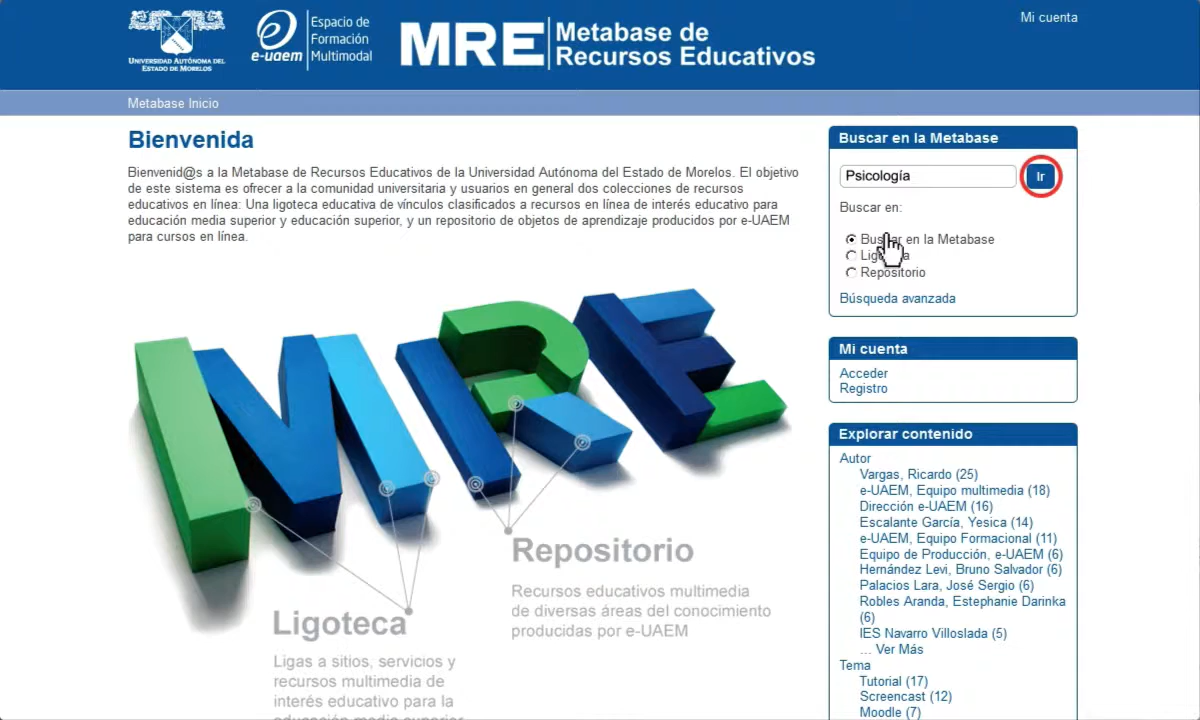 UNIVERSIDAD AUTÓNOMA DEL
ESTADO DE MORELOS
e-uaem
Espacio de
Formación
Multimodal
MRE
Metabase de
Recursos Educativos
Mi cuenta
Metabase Inicio
Bienvenida
Bienvenid@s a la Metabase de Recursos Educativos de la Universidad Autónoma del Estado de Morelos. El objetivo
de este sistema es ofrecer a la comunidad universitaria y usuarios en general dos colecciones de recursos
educativos en línea: Una ligoteca educativa de vínculos clasificados a recursos en línea de interés educativo para
educación media superior y educación superior, y un repositorio de objetos de aprendizaje producidos por e-UAEM
para cursos en línea.
MRE
Repositorio
Recursos educativos multimedia
de diversas áreas del conocimiento
producidas por e-UAEM
Ligoteca
Ligas a sitios, servicios y
recursos multimedia de
interés educativo para la
educación media superior
Buscar en la Metabase
Psicología
Ir
Buscar en:
Buscar en la Metabase
Ligoteca
Repositorio
Búsqueda avanzada
Mi cuenta
Acceder
Registro
Explorar contenido
Autor
Vargas, Ricardo (25)
e-UAEM, Equipo multimedia (18)
Dirección e-UAEM (16)
Escalante García, Yesica (14)
e-UAEM, Equipo Formacional (11)
Equipo de Producción, e-UAEM (6)
Hernández Levi, Bruno Salvador (6)
Palacios Lara, José Sergio (6)
Robles Aranda, Estephanie Darinka
(6)
IES Navarro Villoslada (5)
... Ver Más
Tema
Tutorial (17)
Screencast (12)
Moodle (7)